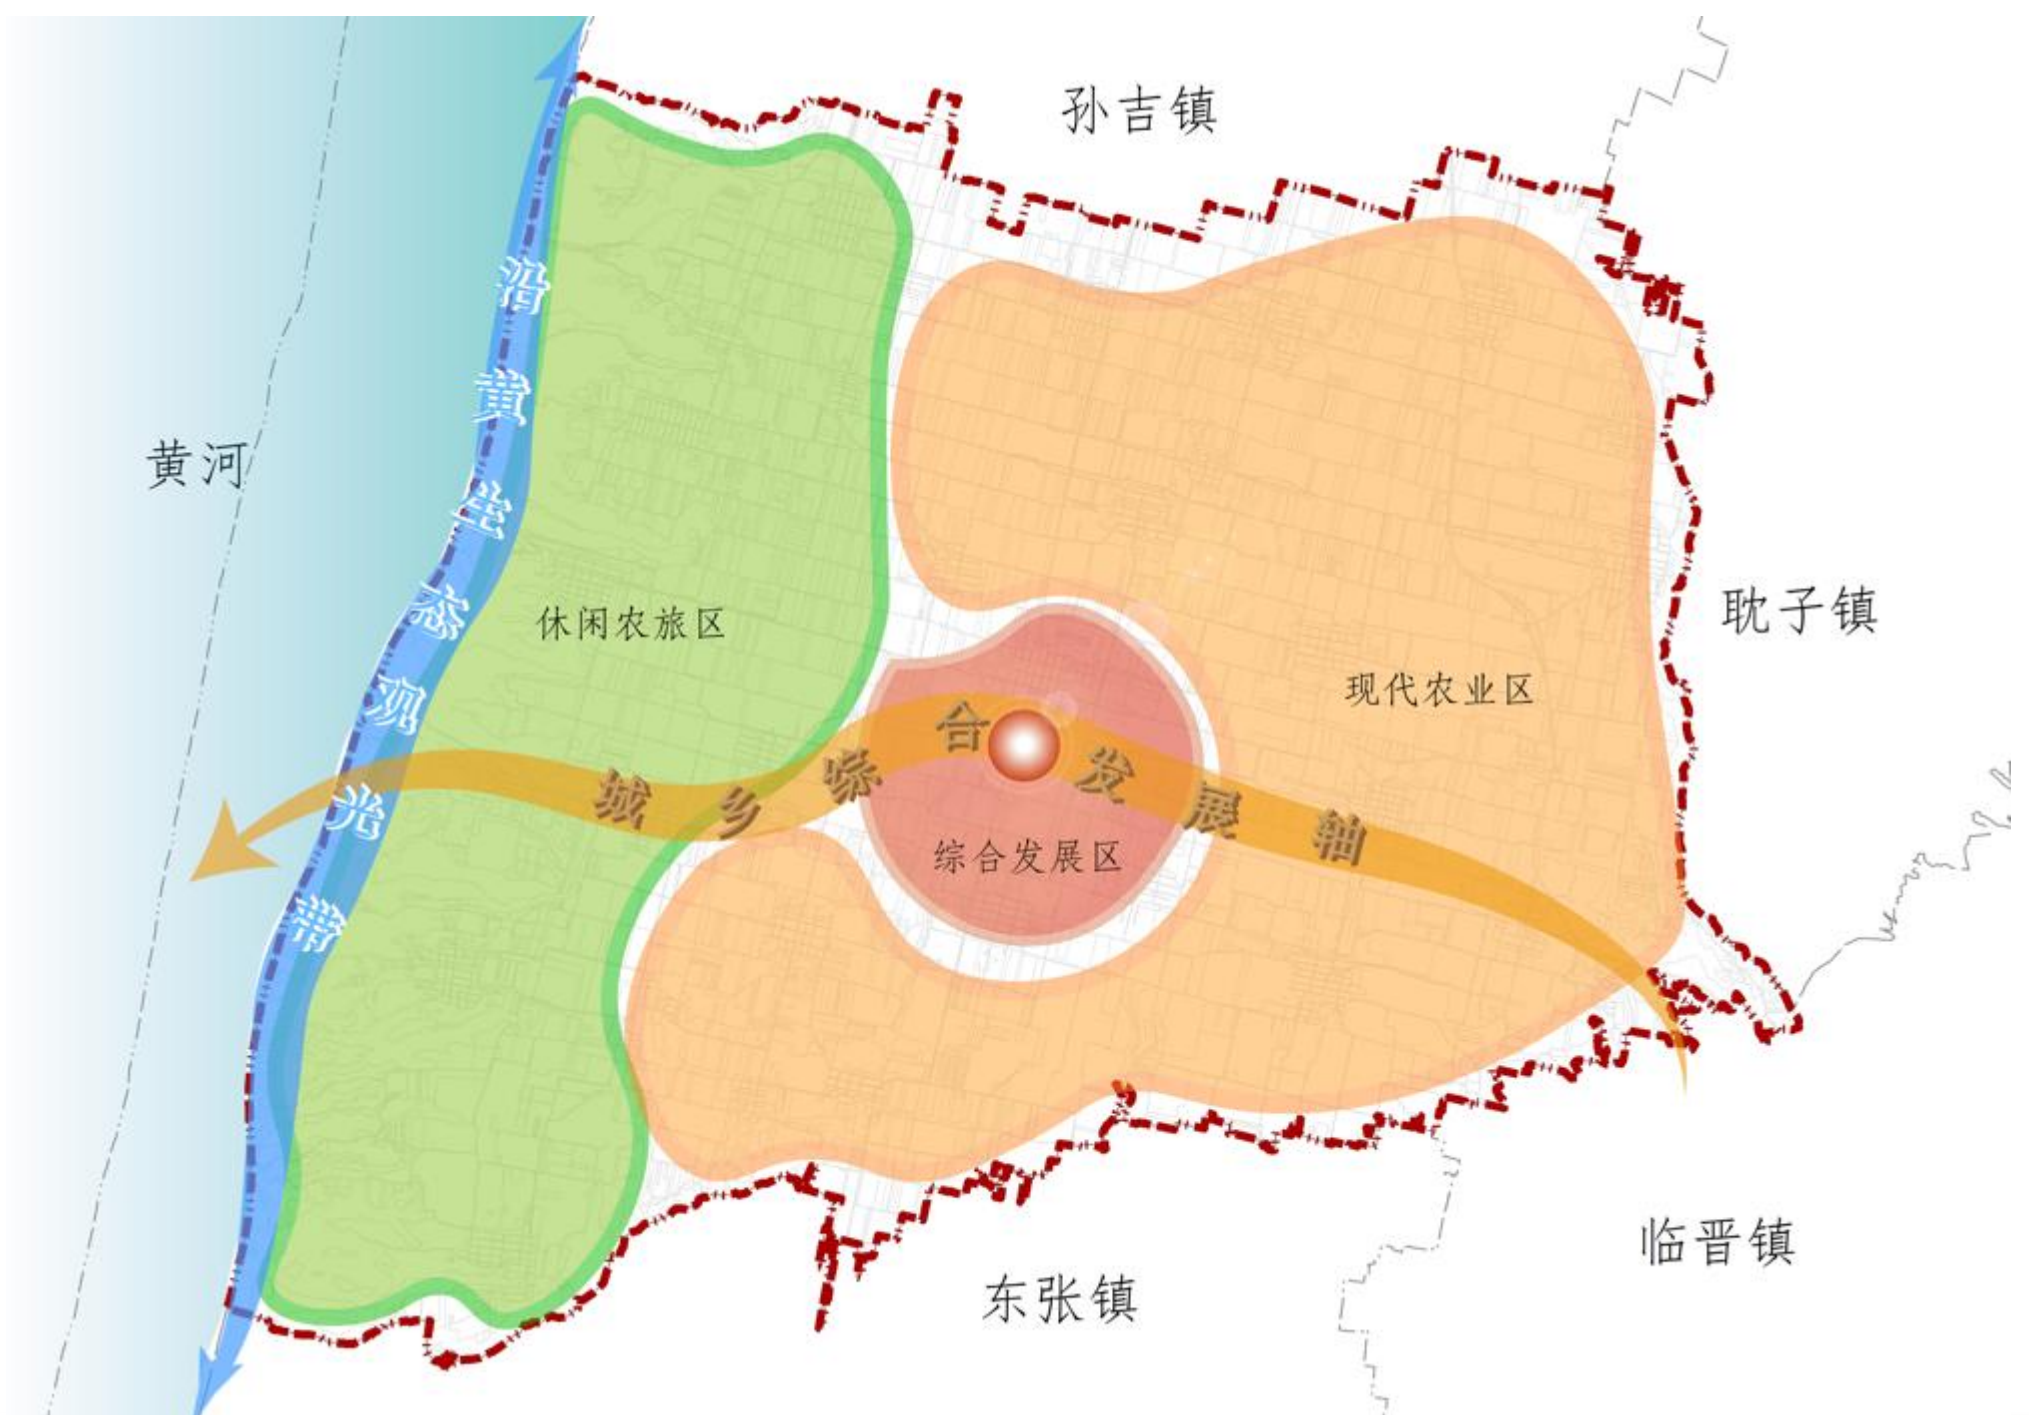 孙吉镇
黄河
沿黄生态观光带
休闲农旅区
耽子镇
现代农业区
城乡综合发展轴
综合发展区
临晋镇
东张镇